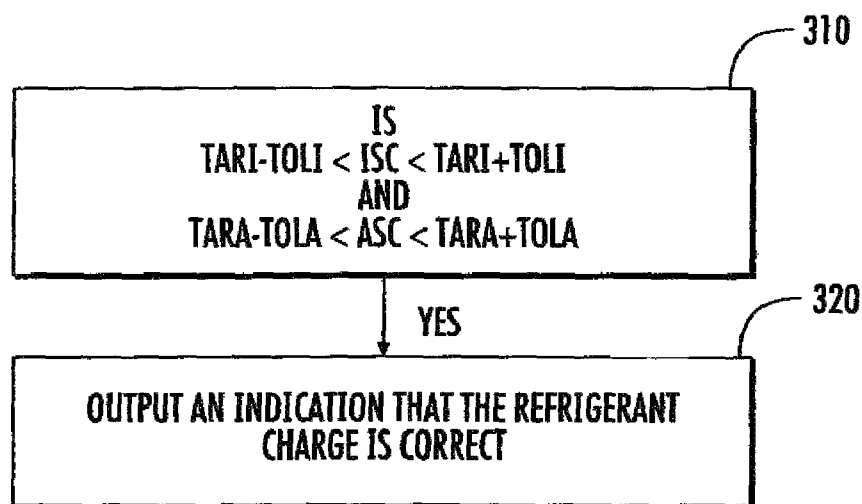 310
IS
TARI-TOLI < ISC < TARI+TOLI
AND
TARA-TOLA < ASC < TARA+TOLA
YES
320
OUTPUT AN INDICATION THAT THE REFRIGERANT
CHARGE IS CORRECT